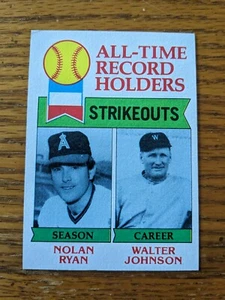 ALL-TIME
RECORD
HOLDERS
STRIKEOUTS
A
W
SEASON
CAREER
NOLAN
RYAN
WALTER
JOHNSON